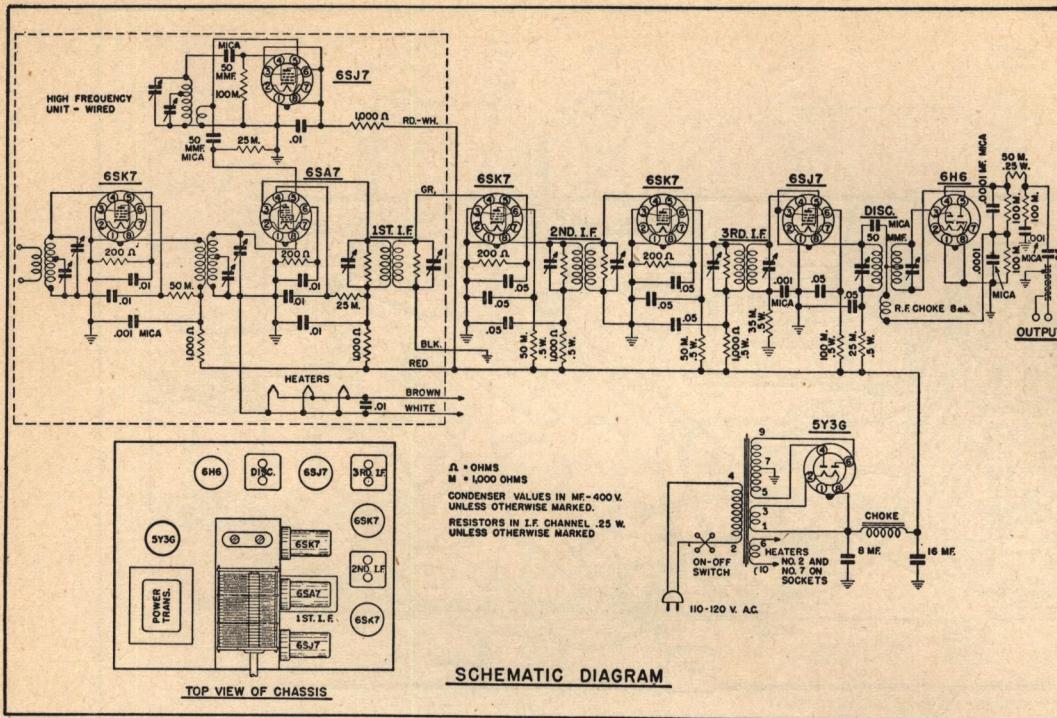 HIGH FREQUENCY
UNIT - WIRED
MICA
50
MMF.
100M.
6SJ7
50
MMF.
MICA
25 M.
.01
1,000 Ω
RD.-WH.
6SK7
200 Ω
.01
.01
50 M.
.001 MICA
1,000 Ω
6SA7
200 Ω
.01
.01
25 M.
1,000 Ω
1ST. I.F.
GR.
BLK.
RED
HEATERS
.01
BROWN
WHITE
6SK7
200 Ω
.05
.05
.05
50 M.
.5 W.
1,000 Ω
.5 W.
2ND. I.F.
6SK7
200 Ω
.05
.05
.05
50 M.
.5 W.
1,000 Ω
.5 W.
3RD. I.F.
35 M.
.5 W.
6SJ7
.001
MICA
.05
.05
100 M.
.5 W.
25 M.
.5 W.
DISC.
MICA
50
MMF.
6H6
R.F. CHOKE 8 mh.
.0001 MF. MICA
.0001
MICA
50 M.
.25 W.
100 M.
100 M.
100 M.
.001
MICA
OUTPUT
6H6
DISC.
6SJ7
3RD. I.F.
5Y3G
6SK7
6SK7
2ND. I.F
POWER
TRANS.
6SA7
1ST. I.F.
6SK7
6SJ7
TOP VIEW OF CHASSIS
Ω = OHMS
M = 1,000 OHMS
CONDENSER VALUES IN MF.-400 V.
UNLESS OTHERWISE MARKED.
RESISTORS IN I.F. CHANNEL .25 W.
UNLESS OTHERWISE MARKED
5Y3G
9
7
4
5
3
1
2
6
10
ON-OFF
SWITCH
HEATERS
NO. 2 AND
NO. 7 ON
SOCKETS
110-120 V. A.C.
CHOKE
8 MF.
16 MF.
SCHEMATIC DIAGRAM